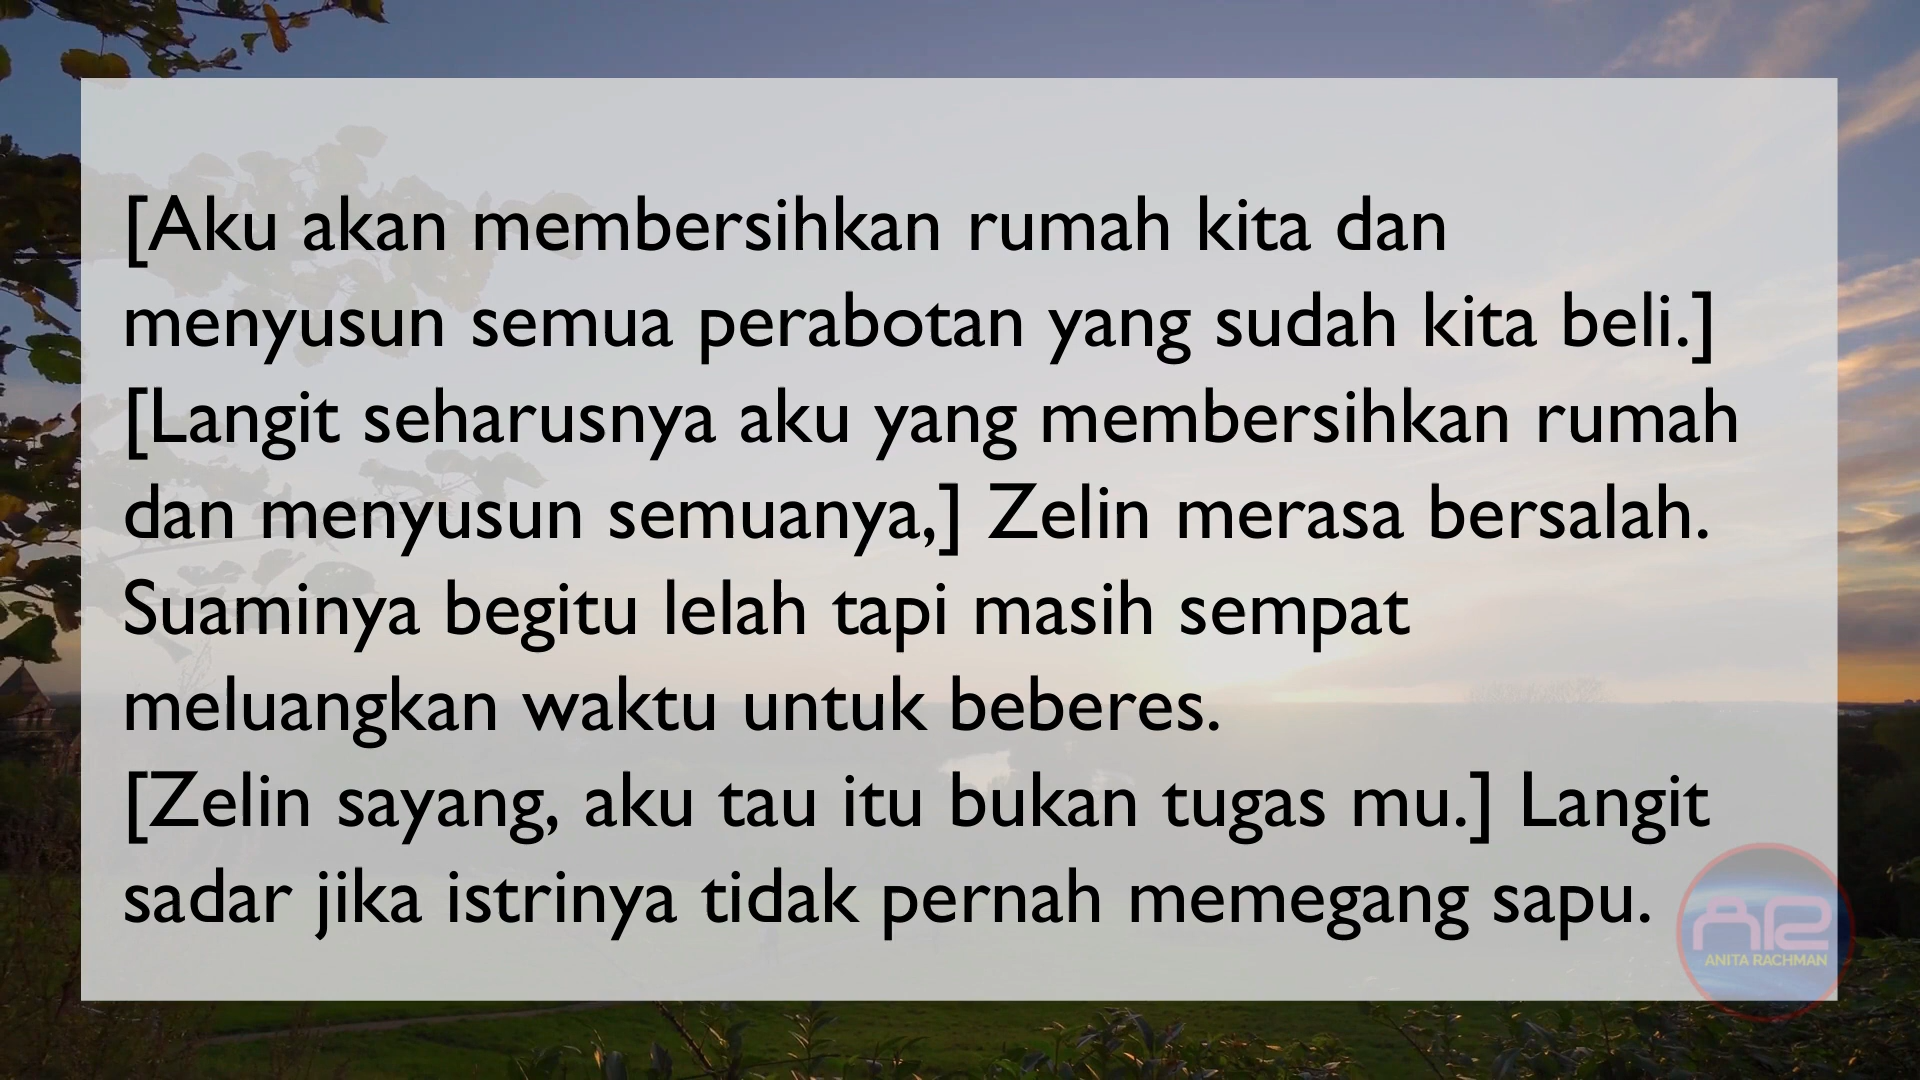 [Aku akan membersihkan rumah kita dan
menyusun semua perabotan yang sudah kita beli.]
[Langit seharusnya aku yang membersihkan rumah
dan menyusun semuanya,] Zelin merasa bersalah.
Suaminya begitu lelah tapi masih sempat
meluangkan waktu untuk beberes.
[Zelin sayang, aku tau itu bukan tugas mu.] Langit
sadar jika istrinya tidak pernah memegang sapu.
AR
ANITA RACHMAN